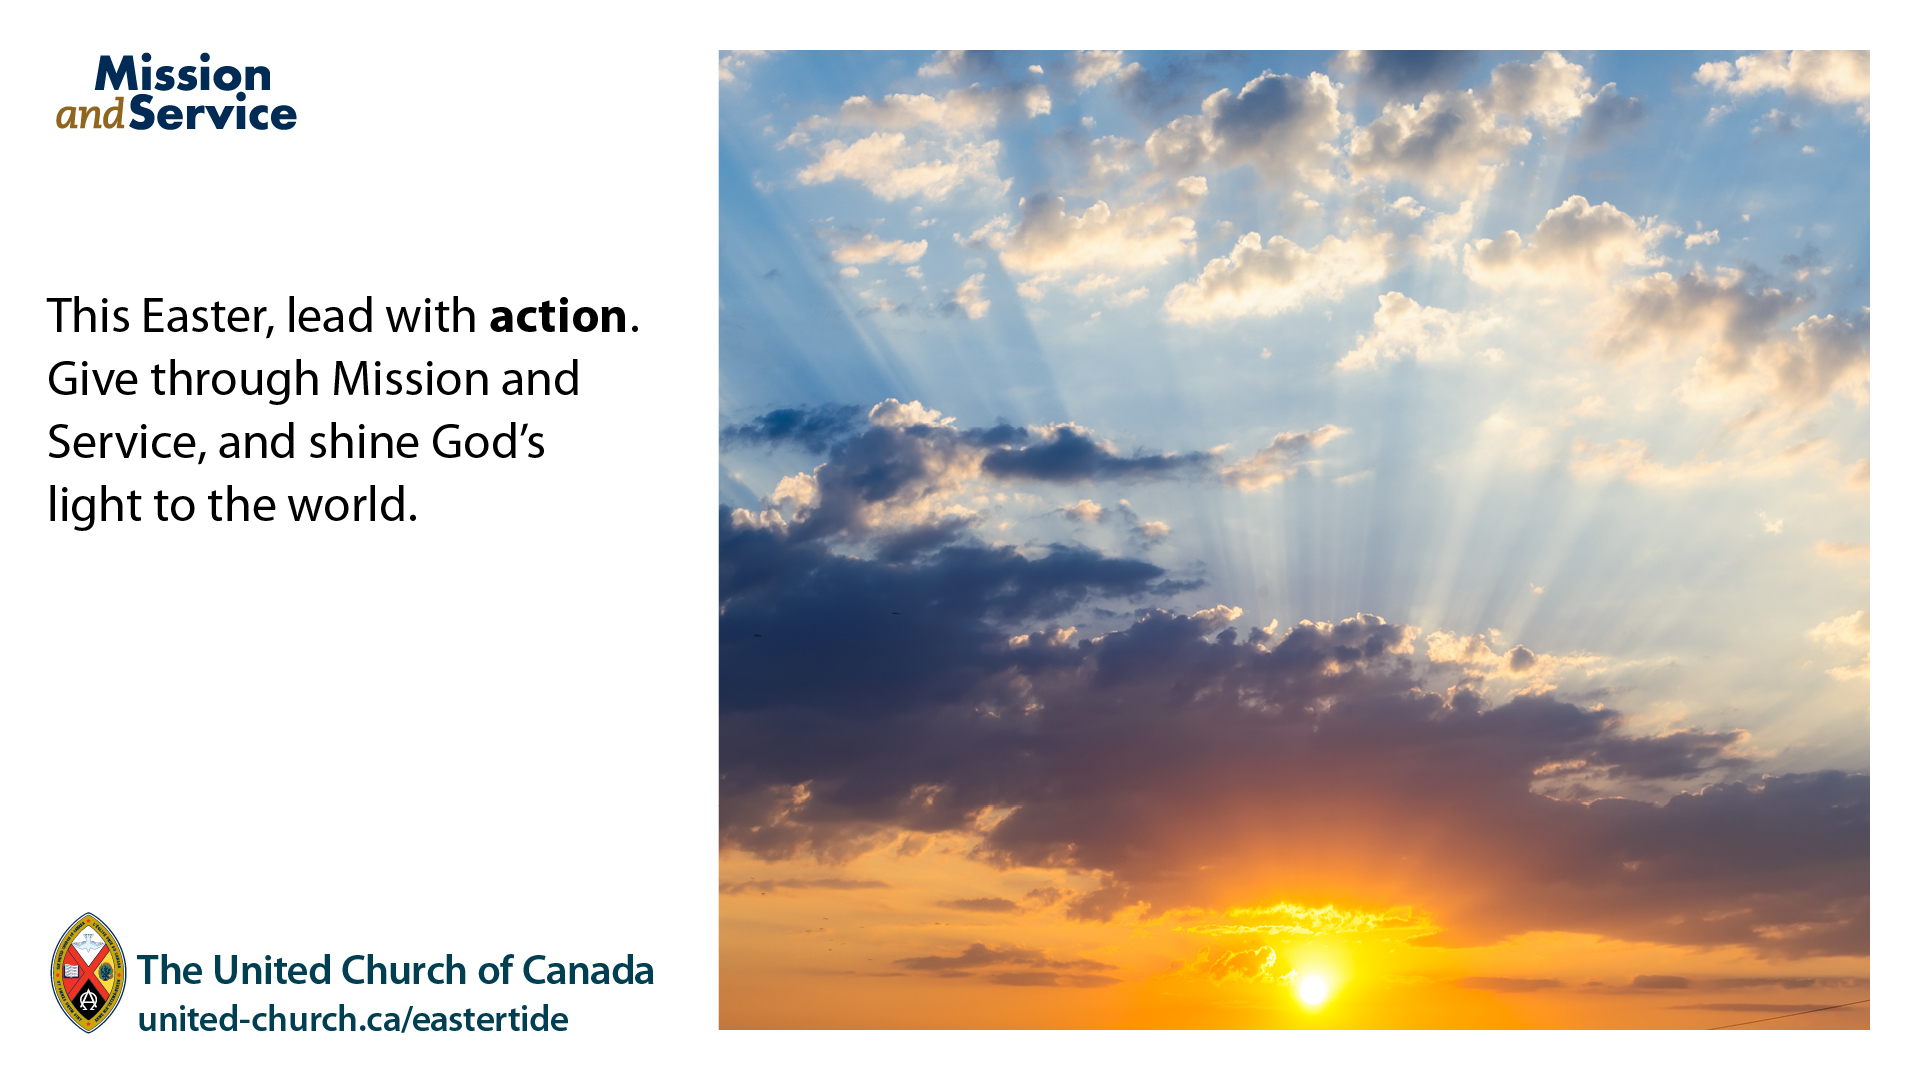 Mission
and Service
This Easter, lead with action.
Give through Mission and
Service, and shine God’s
light to the world.
The United Church of Canada
united-church.ca/eastertide